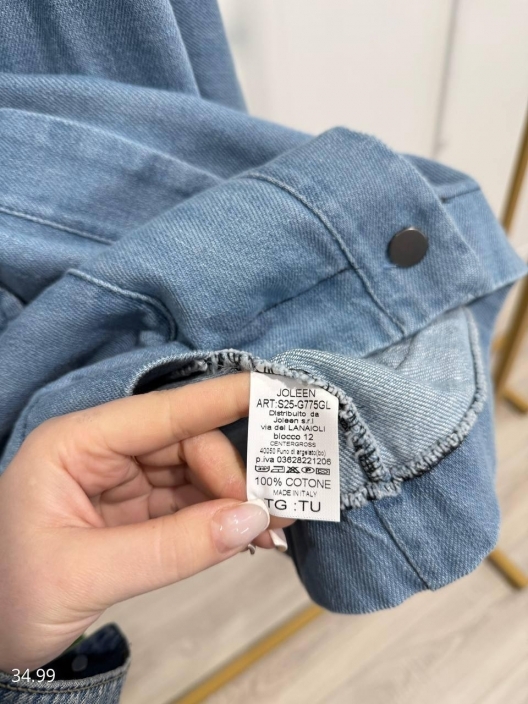 JOLEEN
ART:S25-G775GL
Distribuito da
Joleen s.r.l
via dei LANAIOLI
blocco 12
CENTERGROSS
40050 Funo di argelato(bo)
p.iva 03628221206
100% COTONE
MADE IN ITALY
TG :TU
34.99